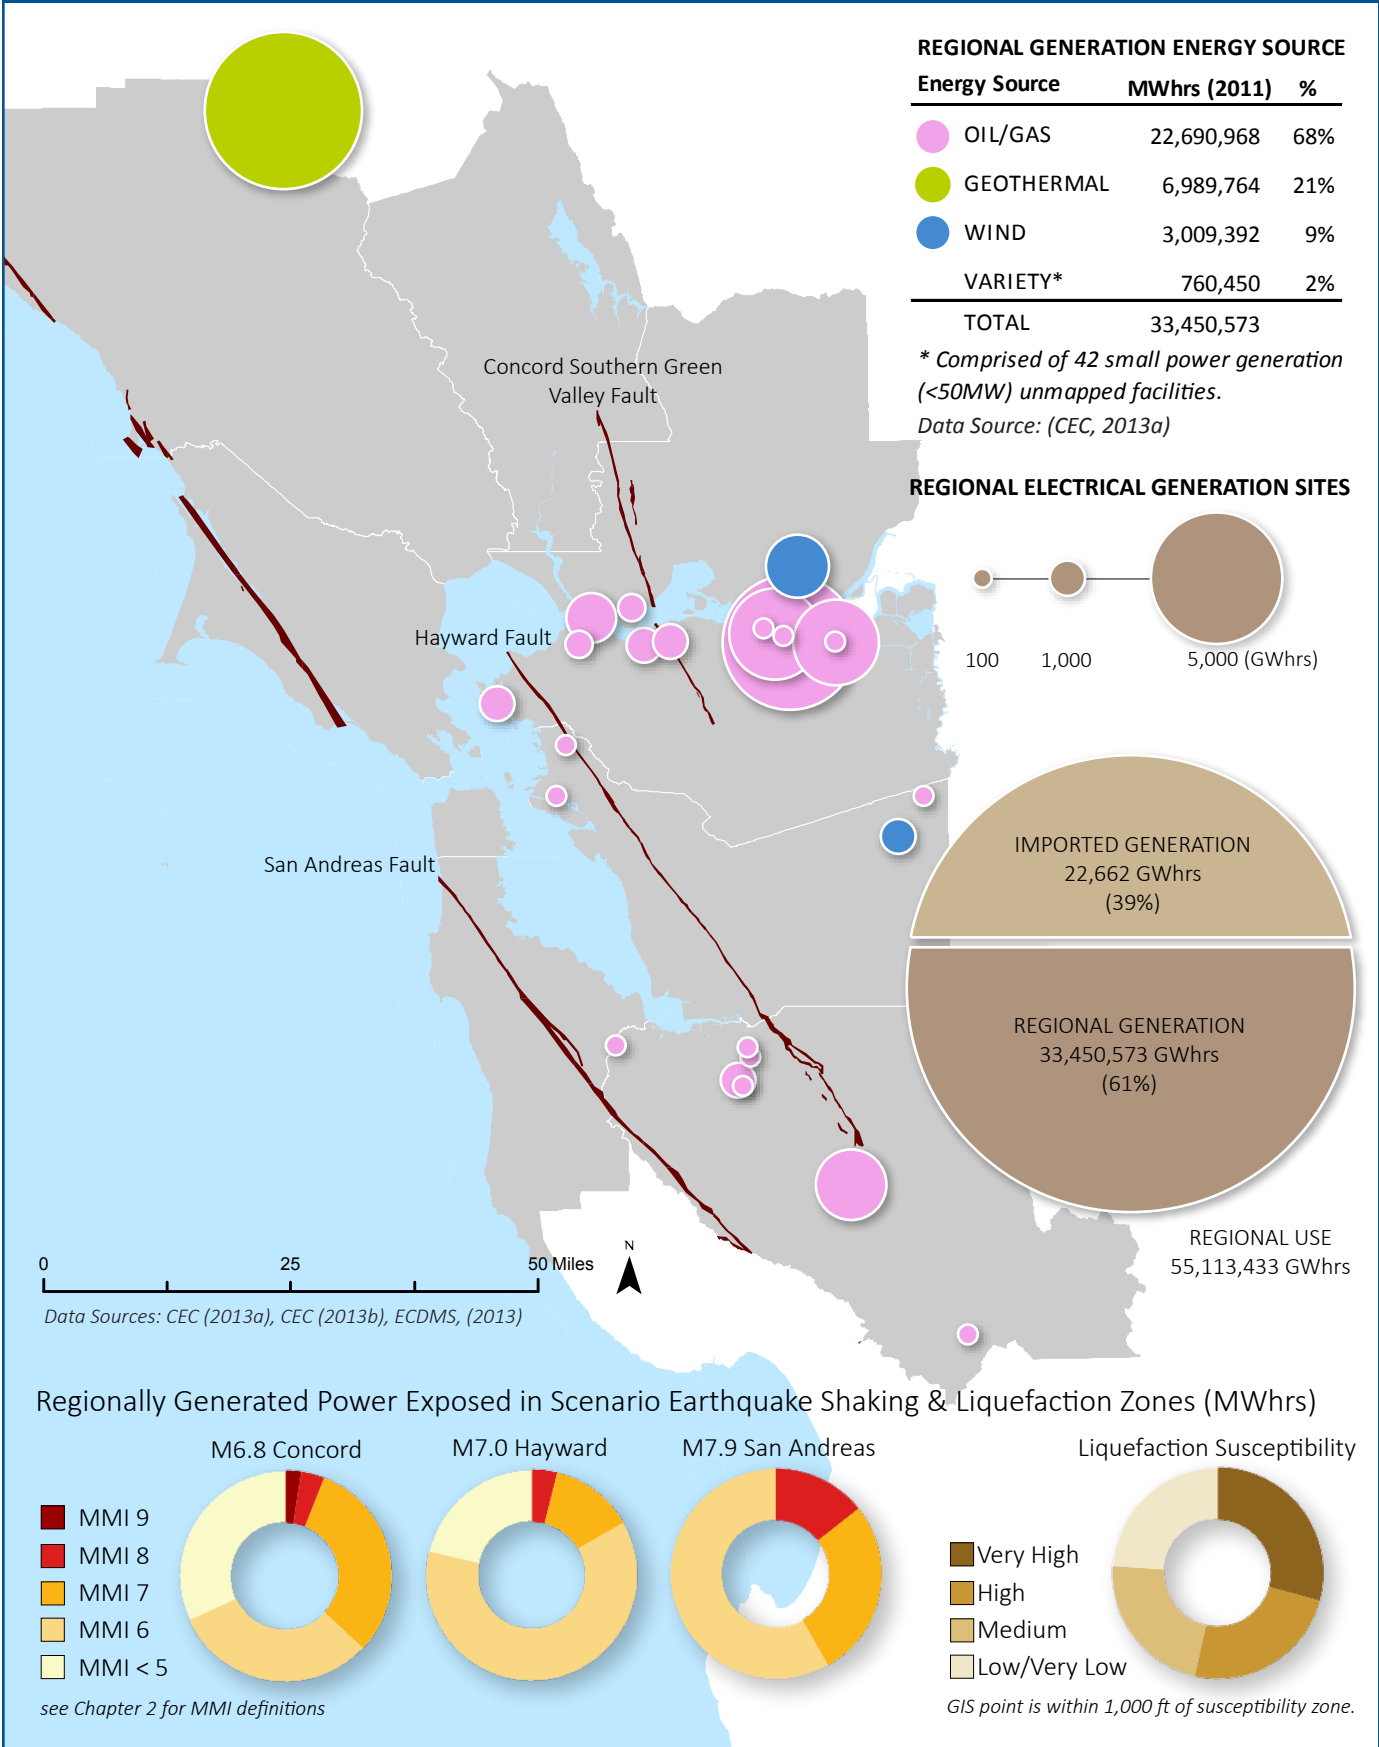 REGIONAL GENERATION ENERGY SOURCE
Energy Source MWhrs (2011) %
OIL/GAS 22,690,968 68%
GEOTHERMAL 6,989,764 21%
WIND 3,009,392 9%
VARIETY* 760,450 2%
TOTAL 33,450,573
* Comprised of 42 small power generation
(<50MW) unmapped facilities.
Data Source: (CEC, 2013a)
Concord Southern Green
Valley Fault
REGIONAL ELECTRICAL GENERATION SITES
100 1,000 5,000 (GWhrs)
Hayward Fault
San Andreas Fault
IMPORTED GENERATION
22,662 GWhrs
(39%)
REGIONAL GENERATION
33,450,573 GWhrs
(61%)
REGIONAL USE
55,113,433 GWhrs
0 25 50 Miles
N
Data Sources: CEC (2013a), CEC (2013b), ECDMS, (2013)
Regionally Generated Power Exposed in Scenario Earthquake Shaking & Liquefaction Zones (MWhrs)
M6.8 Concord
M7.0 Hayward
M7.9 San Andreas
Liquefaction Susceptibility
MMI 9
MMI 8
MMI 7
MMI 6
MMI < 5
see Chapter 2 for MMI definitions
Very High
High
Medium
Low/Very Low
GIS point is within 1,000 ft of susceptibility zone.